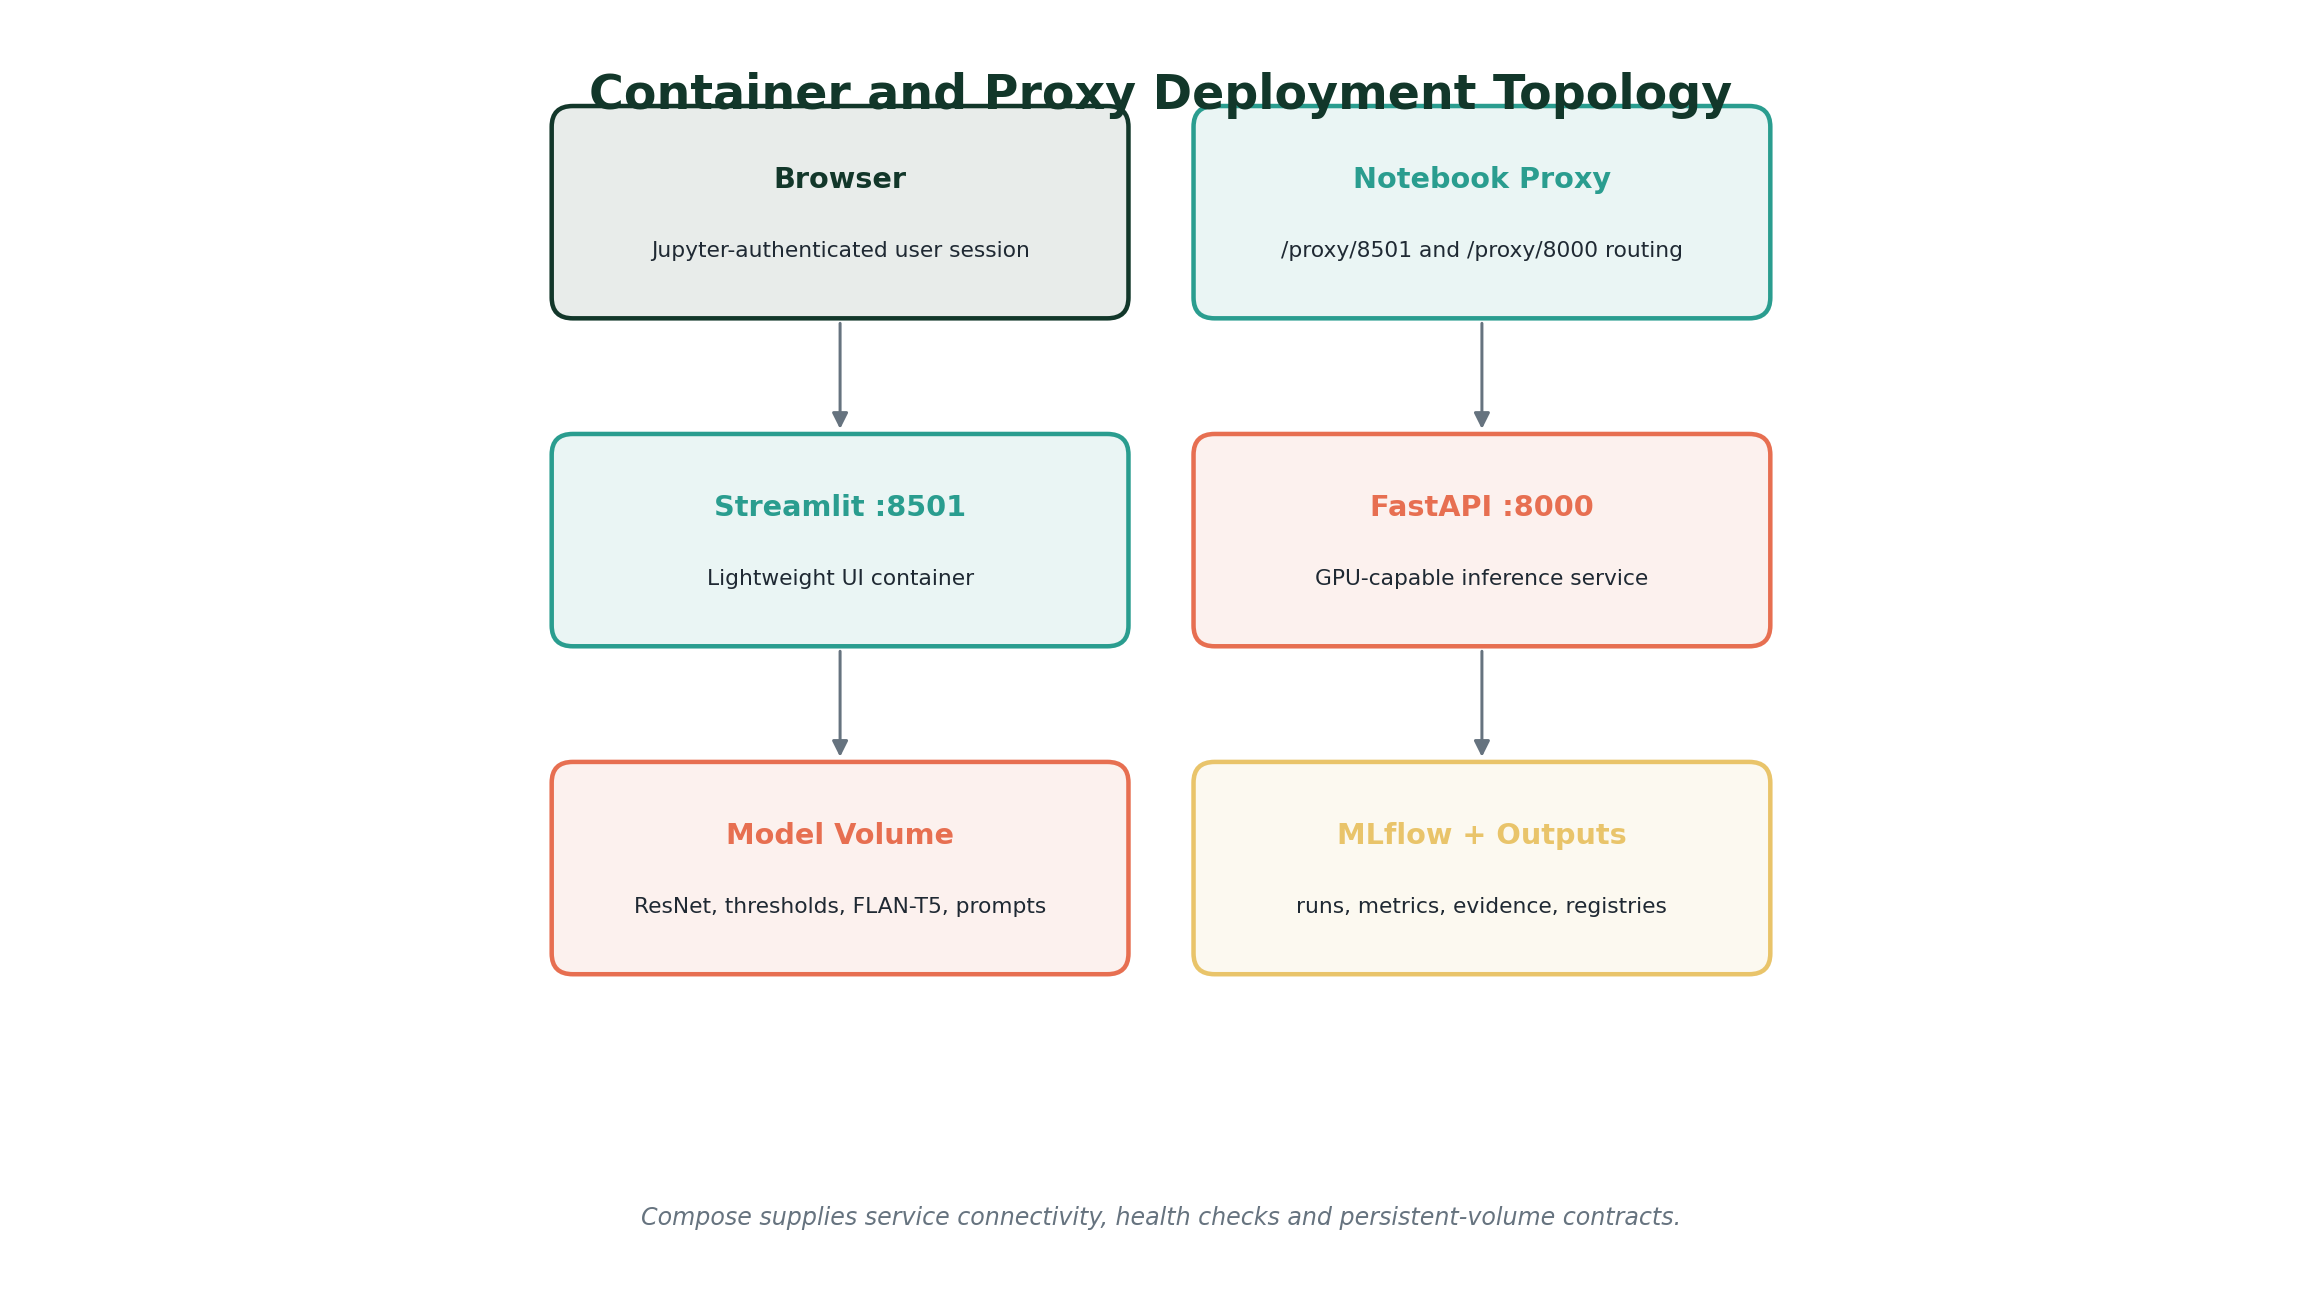 Container and Proxy Deployment Topology
Browser
Jupyter-authenticated user session
Notebook Proxy
/proxy/8501 and /proxy/8000 routing
Streamlit :8501
Lightweight UI container
FastAPI :8000
GPU-capable inference service
Model Volume
ResNet, thresholds, FLAN-T5, prompts
MLflow + Outputs
runs, metrics, evidence, registries
Compose supplies service connectivity, health checks and persistent-volume contracts.